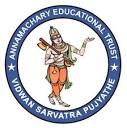 ANNAMACHARY EDUCATIONAL TRUST
VIDWAN SARVATRA PUJYATHE